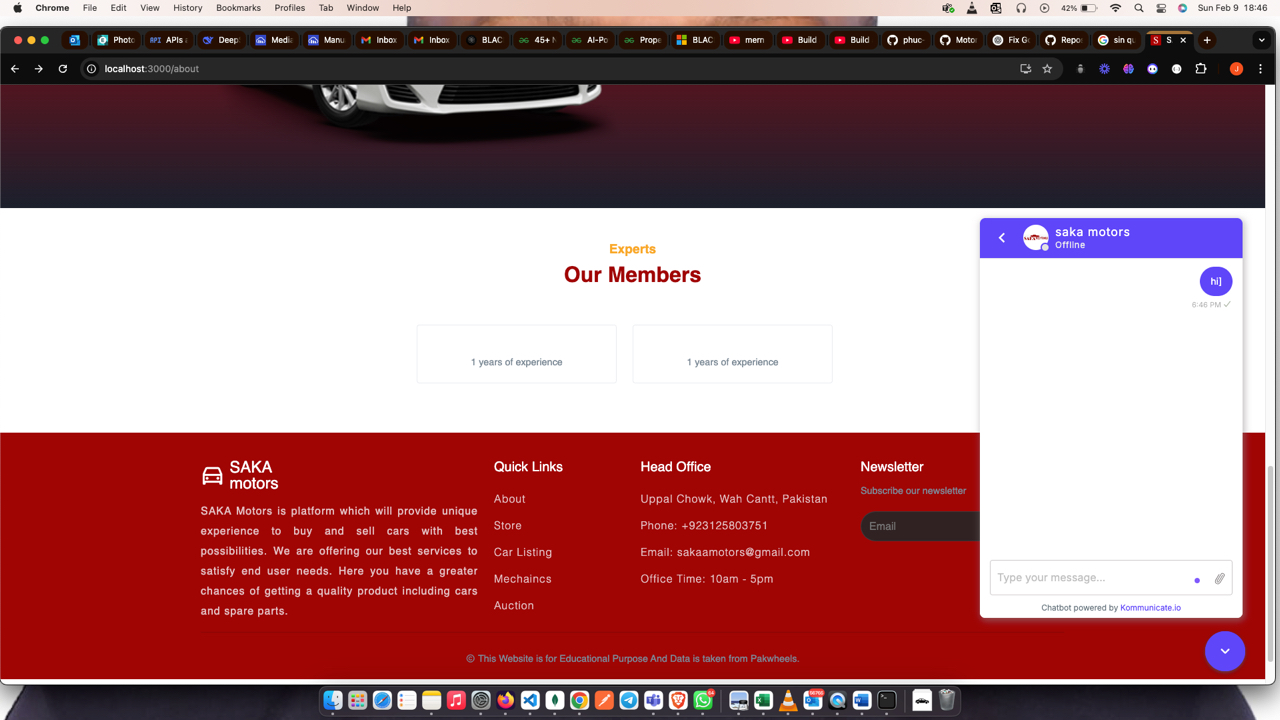 Chrome File Edit View History Bookmarks Profiles Tab Window Help 42% Sun Feb 9 18:46
Photo RPI APIs Deep Media Manu Inbox Inbox BLAC 45+ AI-Po Prope BLAC mern Build Build phuc- Motor Fix G Repo sin q S
localhost:3000/about J
Experts
Our Members
1 years of experience 1 years of experience
saka motors
Offline
hi]
6:46 PM
Type your message...
Chatbot powered by Kommunicate.io
SAKA
motors
SAKA Motors is platform which will provide unique
experience to buy and sell cars with best
possibilities. We are offering our best services to
satisfy end user needs. Here you have a greater
chances of getting a quality product including cars
and spare parts.
Quick Links
About
Store
Car Listing
Mechaincs
Auction
Head Office
Uppal Chowk, Wah Cantt, Pakistan
Phone: +923125803751
Email: sakaamotors@gmail.com
Office Time: 10am - 5pm
Newsletter
Subscribe our newsletter
Email
© This Website is for Educational Purpose And Data is taken from Pakwheels.